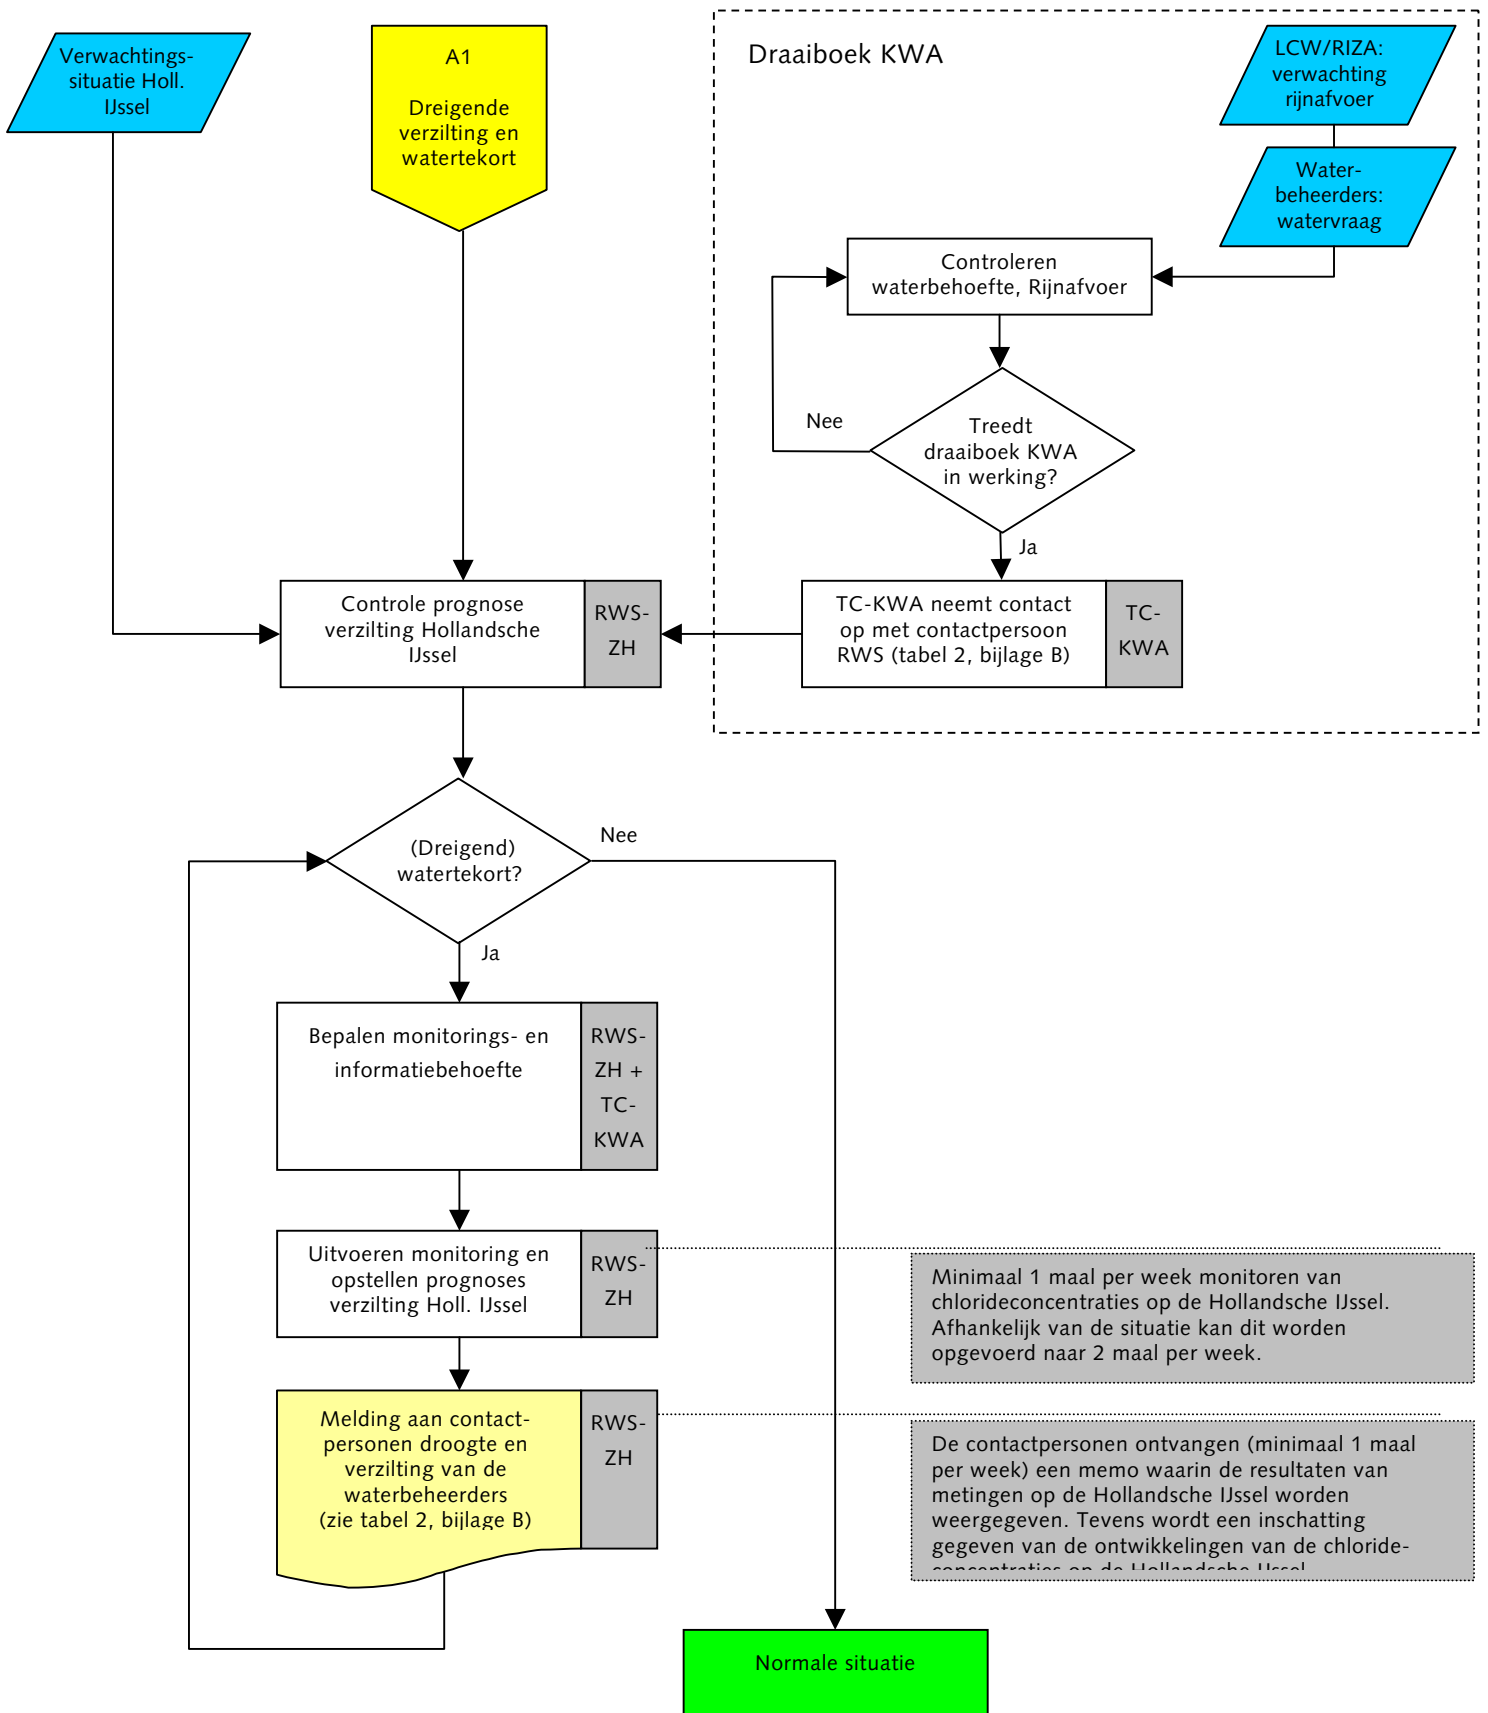 Verwachtings-
situatie Holl.
IJssel
A1
Dreigende
verzilting en
watertekort
Draaiboek KWA
LCW/RIZA:
verwachting
rijnafvoer
Water-
beheerders:
watervraag
Controleren
waterbehoefte, Rijnafvoer
Nee
Treedt
draaiboek KWA
in werking?
Ja
Controle prognose
verzilting Hollandsche
IJssel
RWS-
ZH
TC-KWA neemt contact
op met contactpersoon
RWS (tabel 2, bijlage B)
TC-
KWA
(Dreigend)
watertekort?
Nee
Ja
Bepalen monitorings- en
informatiebehoefte
RWS-
ZH +
TC-
KWA
Uitvoeren monitoring en
opstellen prognoses
verzilting Holl. IJssel
RWS-
ZH
Minimaal 1 maal per week monitoren van
chlorideconcentraties op de Hollandsche IJssel.
Afhankelijk van de situatie kan dit worden
opgevoerd naar 2 maal per week.
Melding aan contact-
personen droogte en
verzilting van de
waterbeheerders
(zie tabel 2, bijlage B)
RWS-
ZH
De contactpersonen ontvangen (minimaal 1 maal
per week) een memo waarin de resultaten van
metingen op de Hollandsche IJssel worden
weergegeven. Tevens wordt een inschatting
gegeven van de ontwikkelingen van de chloride-
concentraties op de Hollandsche IJssel
Normale situatie